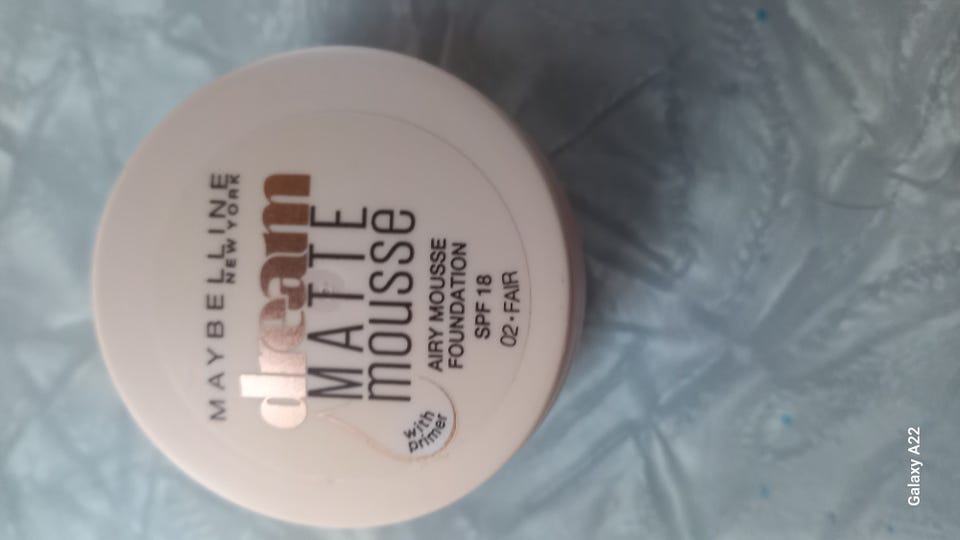 MAYBELLINE
NEW YORK
dream
MATTE
mousse
AIRY MOUSSE
FOUNDATION
SPF 18
02·FAIR
with
primer
Galaxy A22